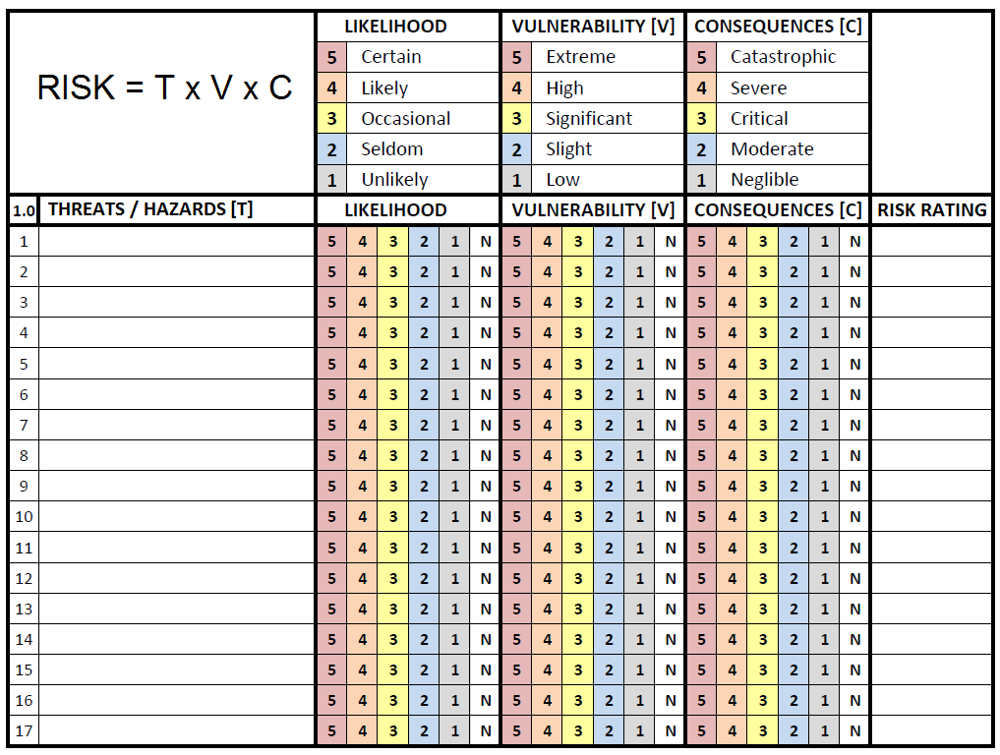 LIKELIHOOD VULNERABILITY [V] CONSEQUENCES [C]
RISK = T x V x C
5 Certain 5 Extreme 5 Catastrophic
4 Likely 4 High 4 Severe
3 Occasional 3 Significant 3 Critical
2 Seldom 2 Slight 2 Moderate
1 Unlikely 1 Low 1 Neglible
1.0 THREATS / HAZARDS [T] LIKELIHOOD VULNERABILITY [V] CONSEQUENCES [C] RISK RATING
1 5 4 3 2 1 N 5 4 3 2 1 N 5 4 3 2 1 N
2 5 4 3 2 1 N 5 4 3 2 1 N 5 4 3 2 1 N
3 5 4 3 2 1 N 5 4 3 2 1 N 5 4 3 2 1 N
4 5 4 3 2 1 N 5 4 3 2 1 N 5 4 3 2 1 N
5 5 4 3 2 1 N 5 4 3 2 1 N 5 4 3 2 1 N
6 5 4 3 2 1 N 5 4 3 2 1 N 5 4 3 2 1 N
7 5 4 3 2 1 N 5 4 3 2 1 N 5 4 3 2 1 N
8 5 4 3 2 1 N 5 4 3 2 1 N 5 4 3 2 1 N
9 5 4 3 2 1 N 5 4 3 2 1 N 5 4 3 2 1 N
10 5 4 3 2 1 N 5 4 3 2 1 N 5 4 3 2 1 N
11 5 4 3 2 1 N 5 4 3 2 1 N 5 4 3 2 1 N
12 5 4 3 2 1 N 5 4 3 2 1 N 5 4 3 2 1 N
13 5 4 3 2 1 N 5 4 3 2 1 N 5 4 3 2 1 N
14 5 4 3 2 1 N 5 4 3 2 1 N 5 4 3 2 1 N
15 5 4 3 2 1 N 5 4 3 2 1 N 5 4 3 2 1 N
16 5 4 3 2 1 N 5 4 3 2 1 N 5 4 3 2 1 N
17 5 4 3 2 1 N 5 4 3 2 1 N 5 4 3 2 1 N